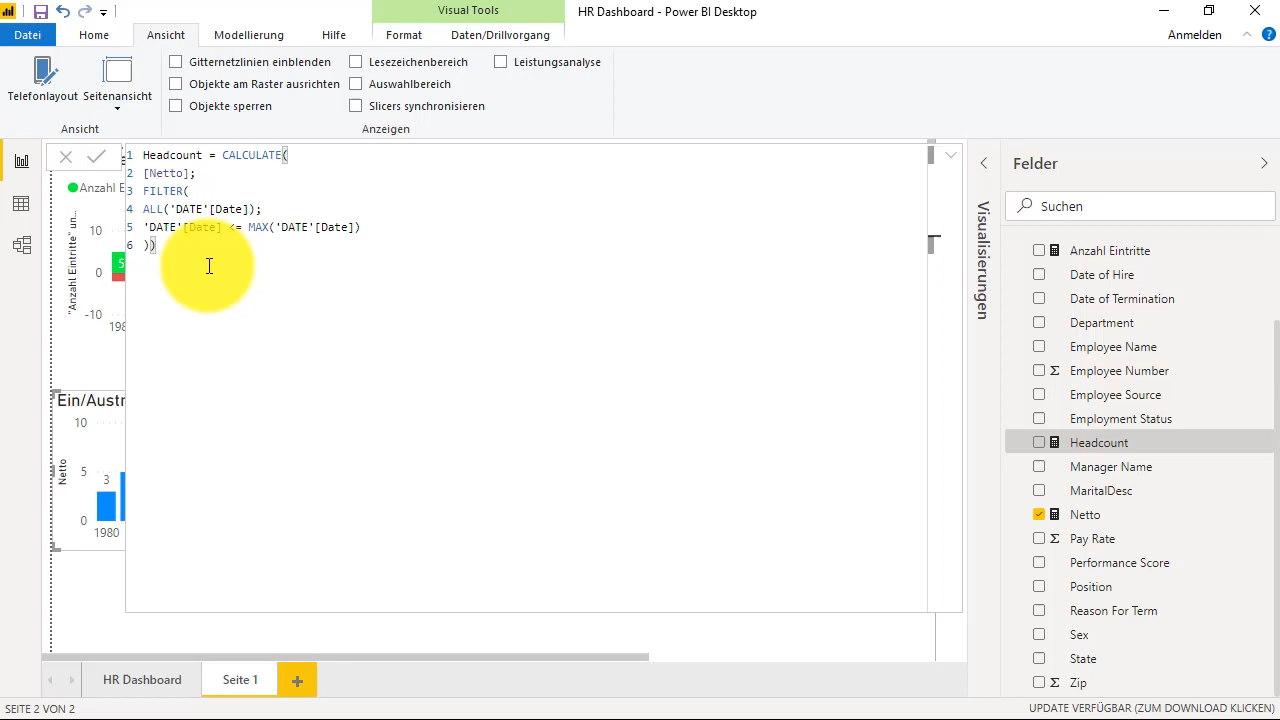 Visual Tools
HR Dashboard - Power BI Desktop
Datei
Home
Ansicht
Modellierung
Hilfe
Format
Daten/Drillvorgang
Anmelden
Telefonlayout
Seitenansicht
Gitternetzlinien einblenden
Objekte am Raster ausrichten
Objekte sperren
Lesezeichenbereich
Auswahlbereich
Slicers synchronisieren
Leistungsanalyse
Ansicht
Anzeigen
1 Headcount = CALCULATE(
2 [Netto];
3 FILTER(
4 ALL('DATE'[Date]);
5 'DATE'[Date] <= MAX('DATE'[Date])
6 ))
Anzahl E
"Anzahl Eintritte" un...
10
0
-10
5
198
Ein/Austr
Netto
10
5
0
3
1980
Visualisierungen
Felder
Suchen
Anzahl Eintritte
Date of Hire
Date of Termination
Department
Employee Name
Employee Number
Employee Source
Employment Status
Headcount
Manager Name
MaritalDesc
Netto
Pay Rate
Performance Score
Position
Reason For Term
Sex
State
Zip
HR Dashboard
Seite 1
SEITE 2 VON 2
UPDATE VERFÜGBAR (ZUM DOWNLOAD KLICKEN)